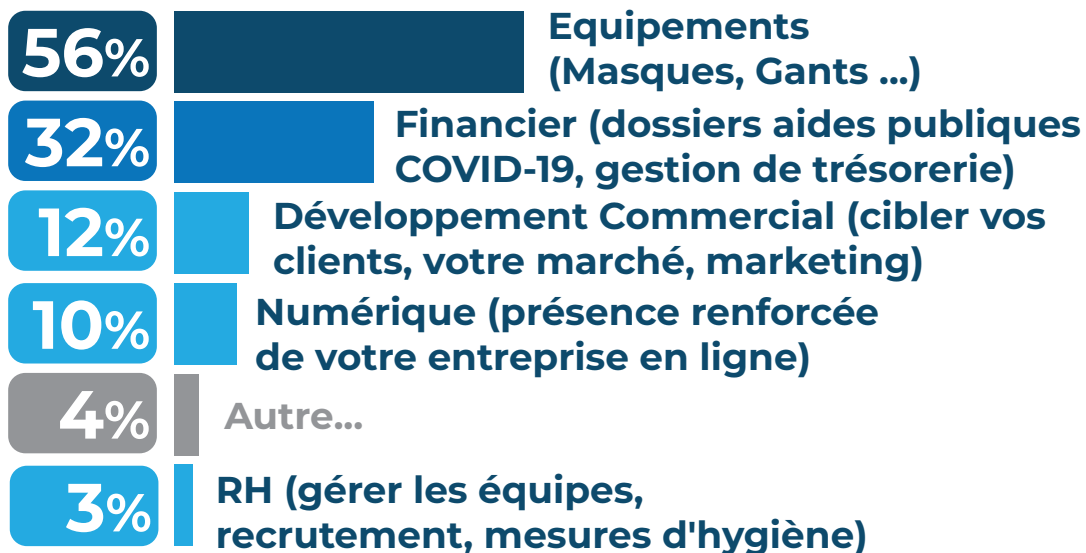 56%
Equipements
(Masques, Gants ...)
32%
Financier (dossiers aides publiques
COVID-19, gestion de trésorerie)
12%
Développement Commercial (cibler vos
clients, votre marché, marketing)
10%
Numérique (présence renforcée
de votre entreprise en ligne)
4%
Autre...
3%
RH (gérer les équipes,
recrutement, mesures d'hygiène)